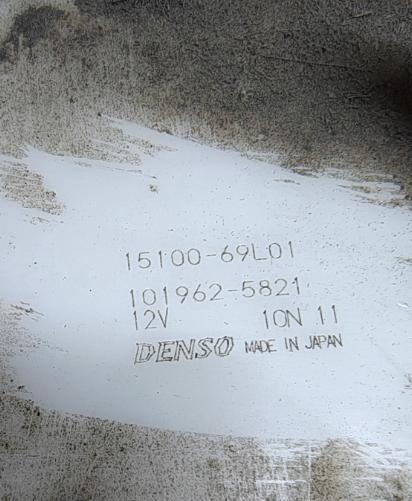 15100-69L01
101962-5821
12V 10N 11
DENSO MADE IN JAPAN